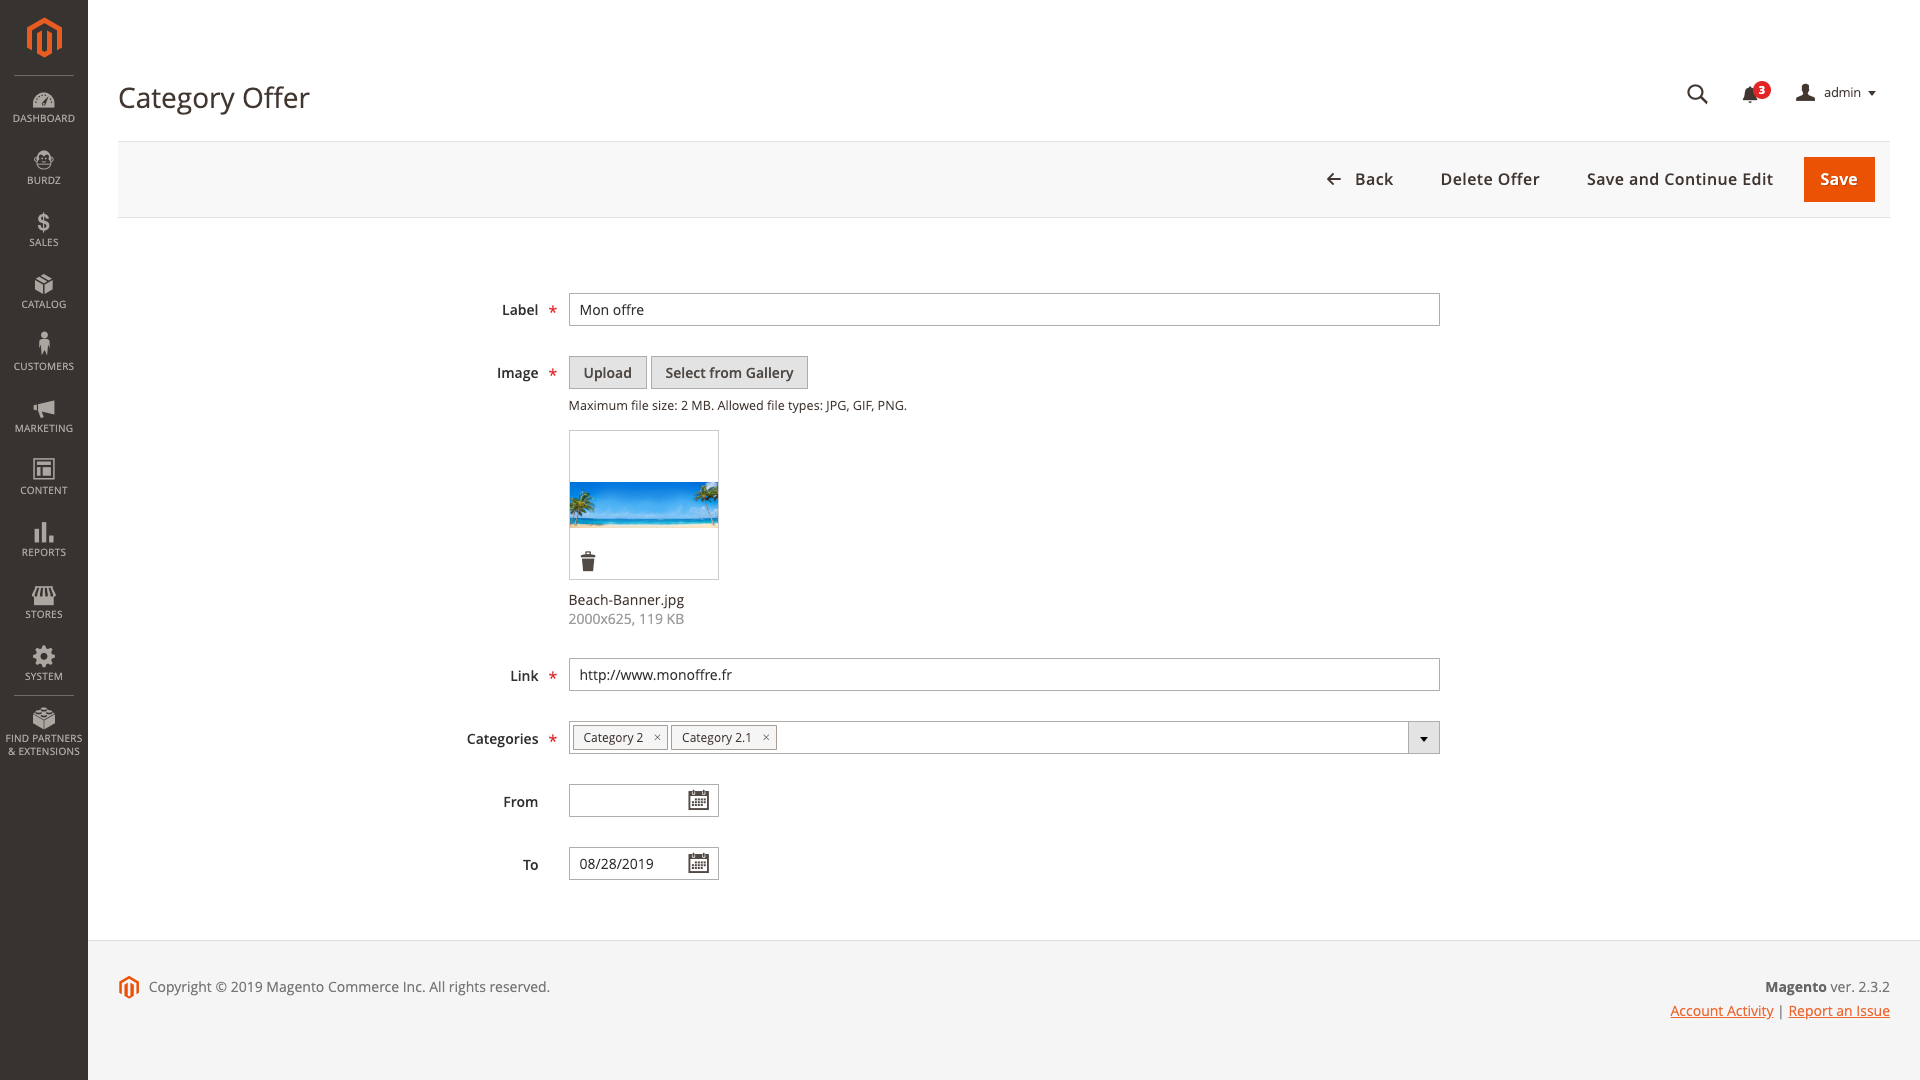 DASHBOARD
BURDZ
SALES
CATALOG
CUSTOMERS
MARKETING
CONTENT
REPORTS
STORES
SYSTEM
FIND PARTNERS
& EXTENSIONS
Category Offer
3
admin
Back
Delete Offer
Save and Continue Edit
Save
Label *
Mon offre
Image *
Upload
Select from Gallery
Maximum file size: 2 MB. Allowed file types: JPG, GIF, PNG.
Beach-Banner.jpg
2000x625, 119 KB
Link *
http://www.monoffre.fr
Categories *
Category 2 ×
Category 2.1 ×
From
To
08/28/2019
Copyright © 2019 Magento Commerce Inc. All rights reserved.
Magento ver. 2.3.2
Account Activity | Report an Issue